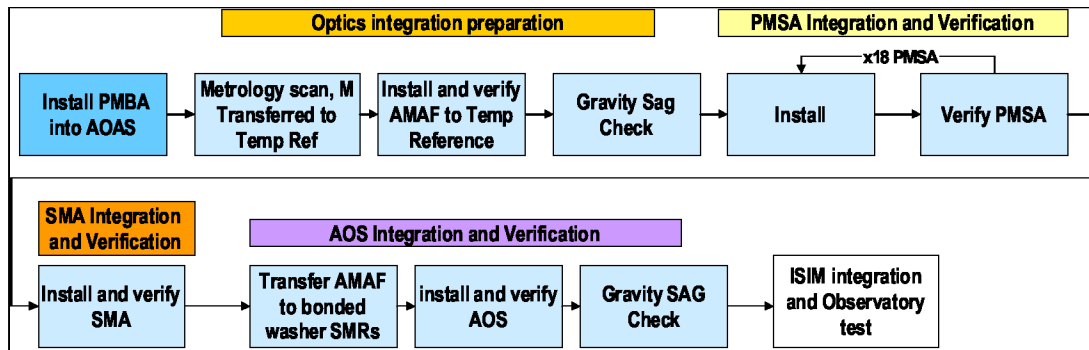 Optics integration preparation
PMSA Integration and Verification
x18 PMSA
Install PMBA
into AOAS
Metrology scan, M
Transferred to
Temp Ref
Install and verify
AMAF to Temp
Reference
Gravity Sag
Check
Install
Verify PMSA
SMA Integration
and Verification
AOS Integration and Verification
Install and verify
SMA
Transfer AMAF
to bonded
washer SMRs
install and verify
AOS
Gravity SAG
Check
ISIM integration
and Observatory
test